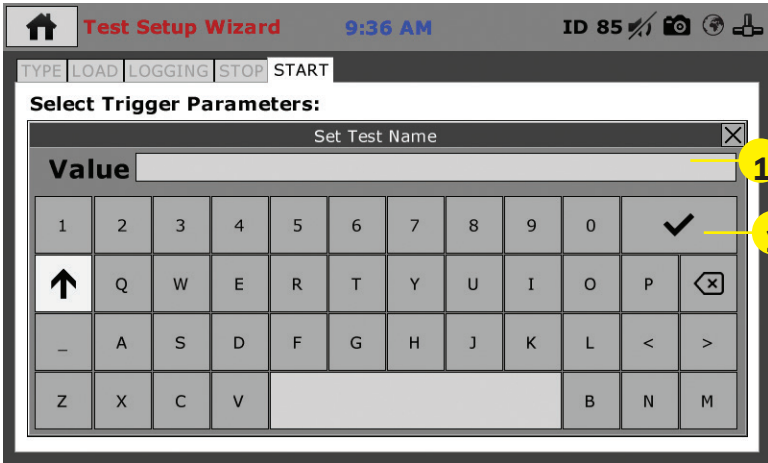 Test Setup Wizard 9:36 AM ID 85
TYPE LOAD LOGGING STOP START
Select Trigger Parameters:
Set Test Name
Value
1
1 2 3 4 5 6 7 8 9 0
Q W E R T Y U I O P
_ A S D F G H J K L < >
Z X C V B N M